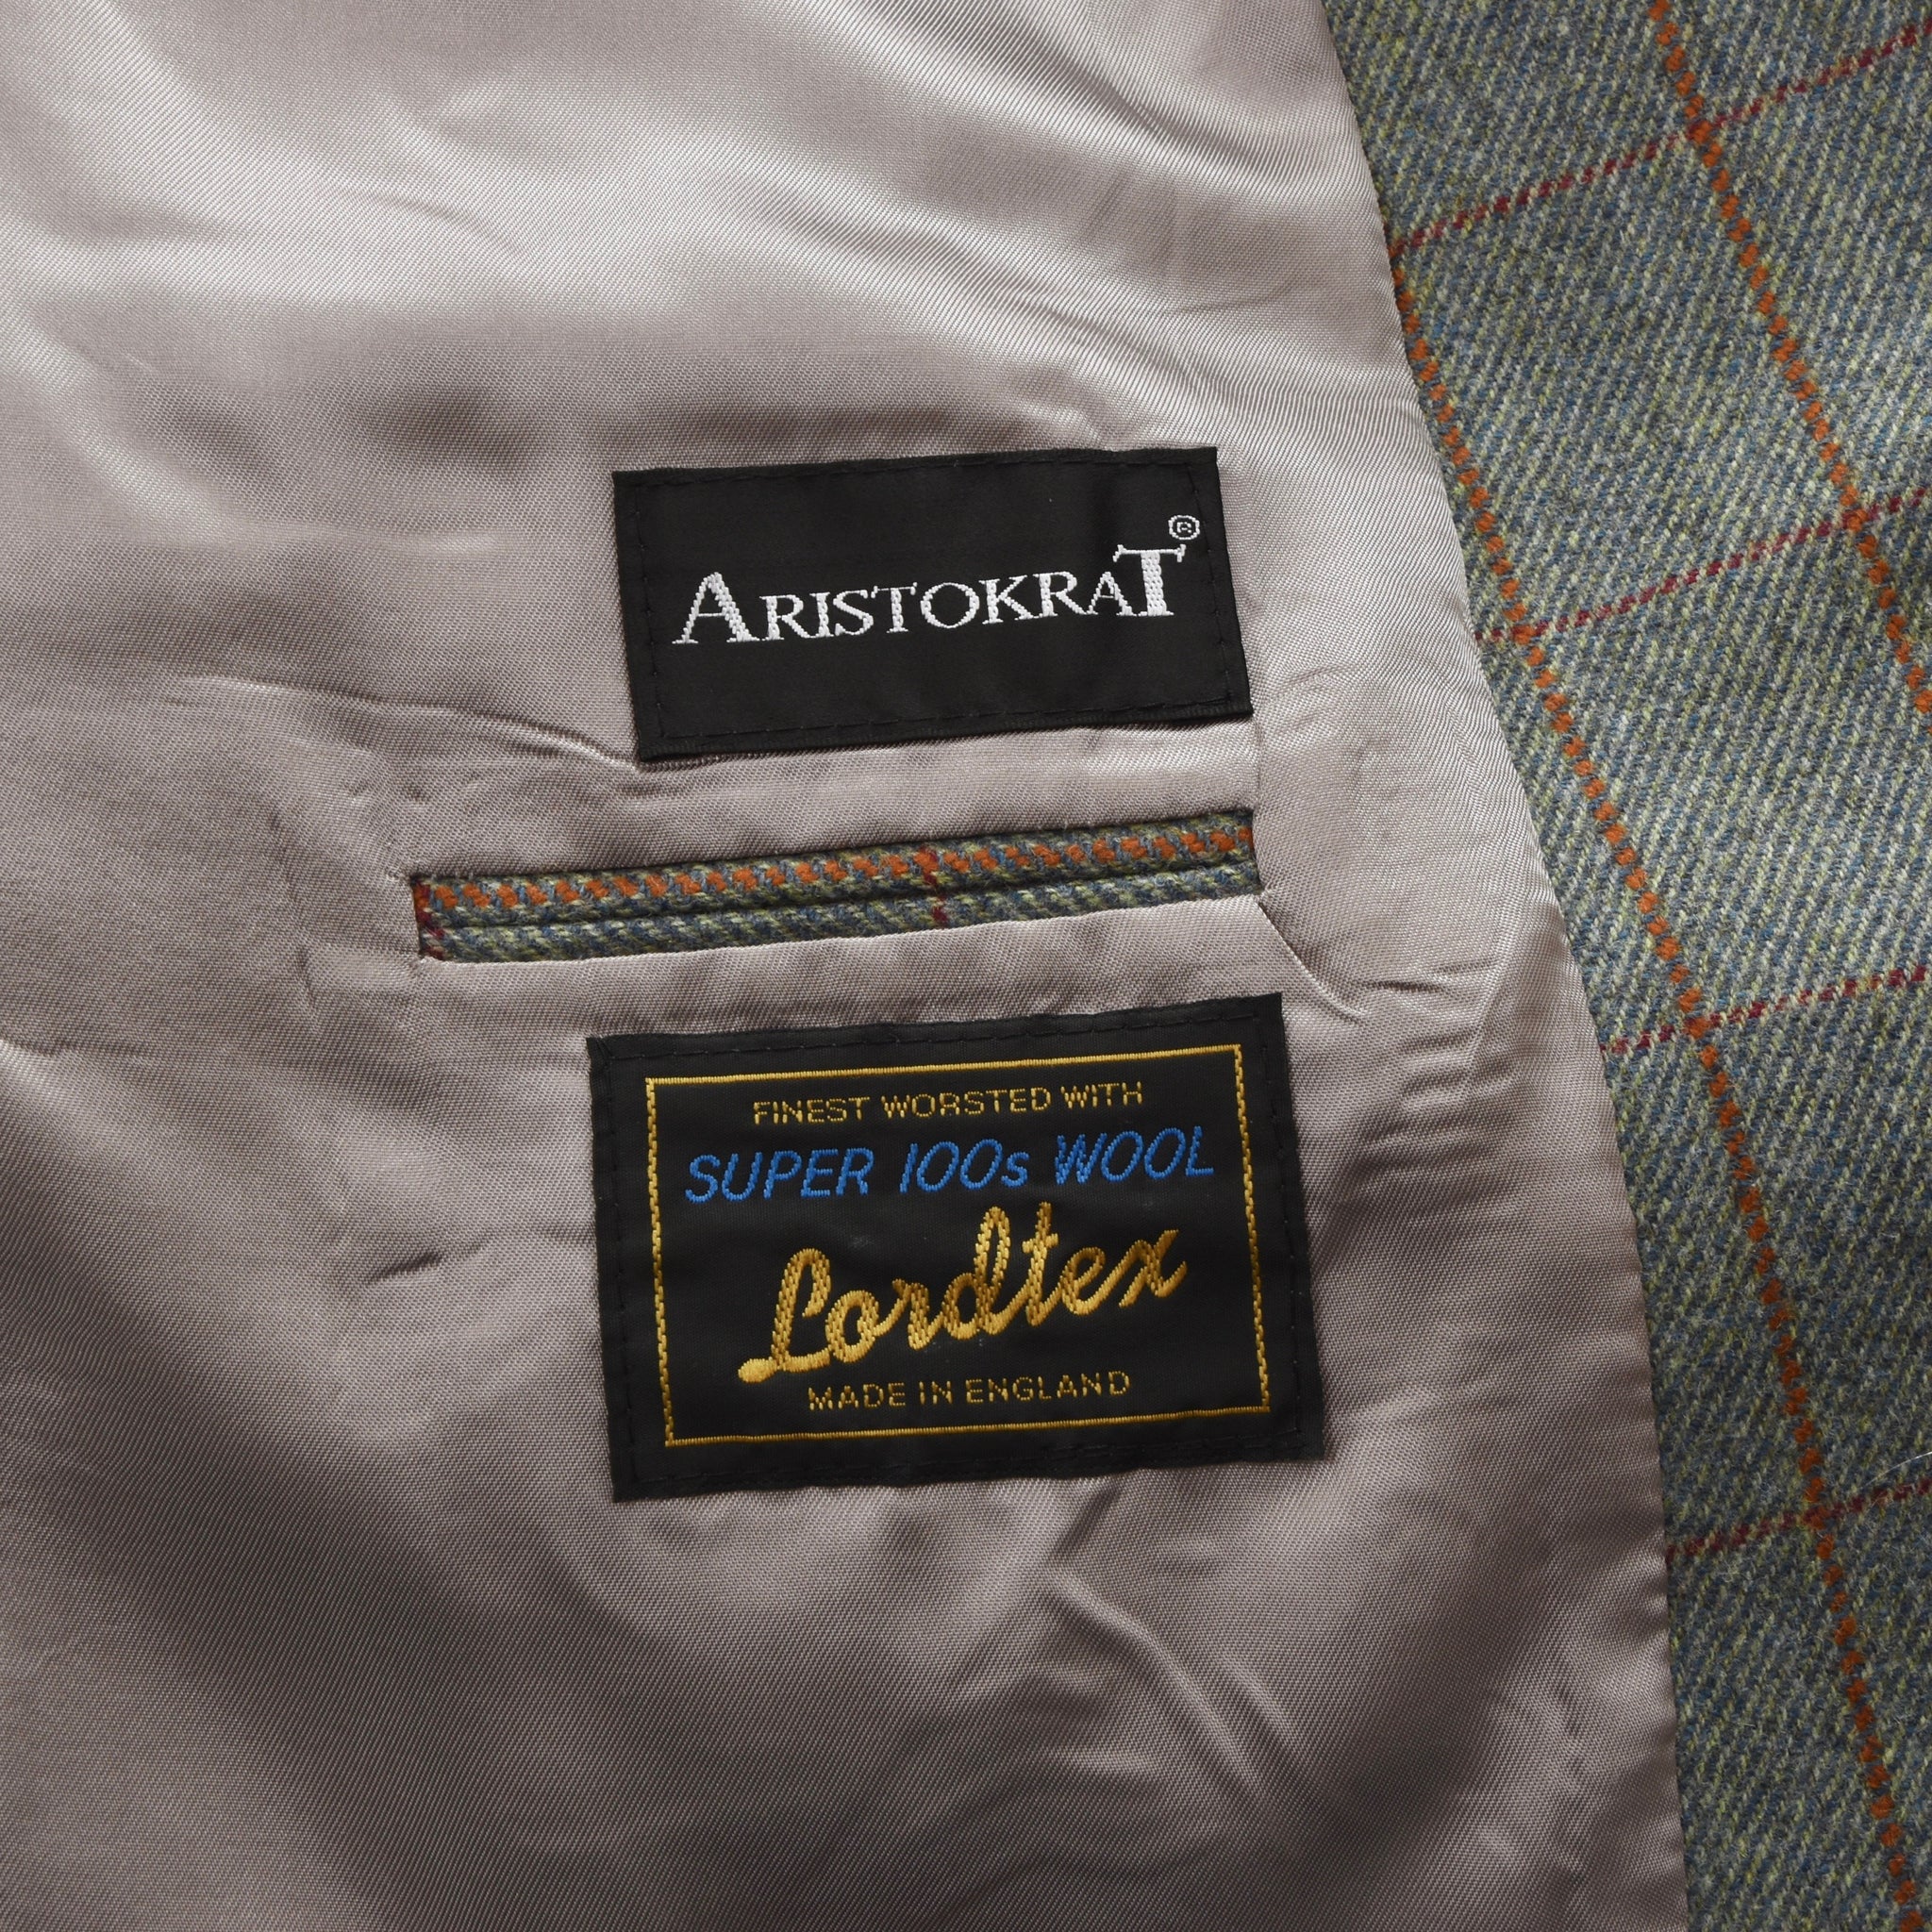 ARISTOKRAT®
FINEST WORSTED WITH
SUPER 100s WOOL
Lordtex
MADE IN ENGLAND